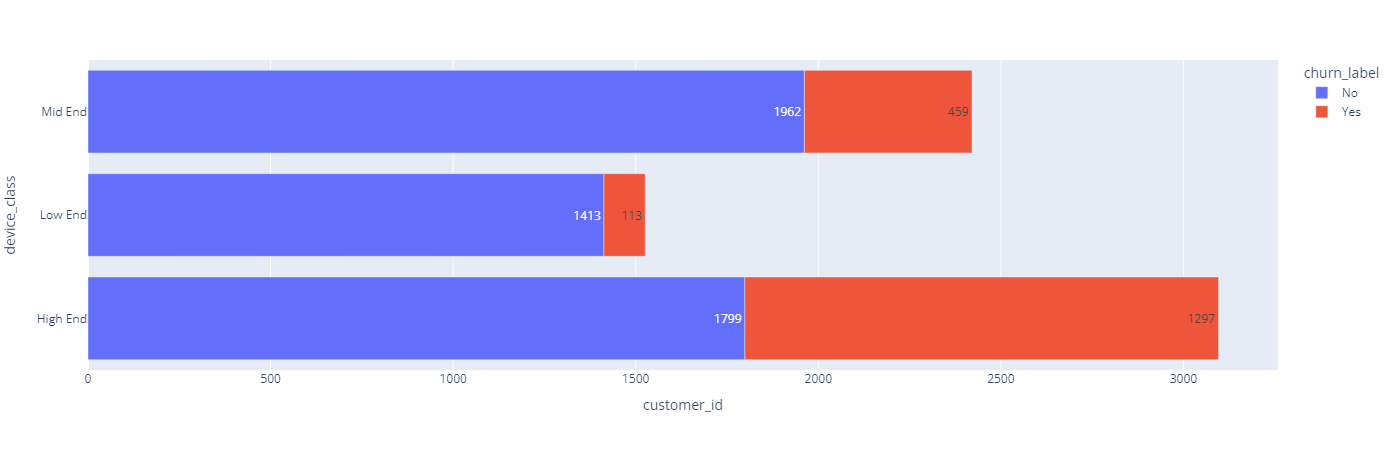 churn_label
No
Yes
device_class
Mid End
1962
459
Low End
1413
113
High End
1799
1297
0 500 1000 1500 2000 2500 3000
customer_id